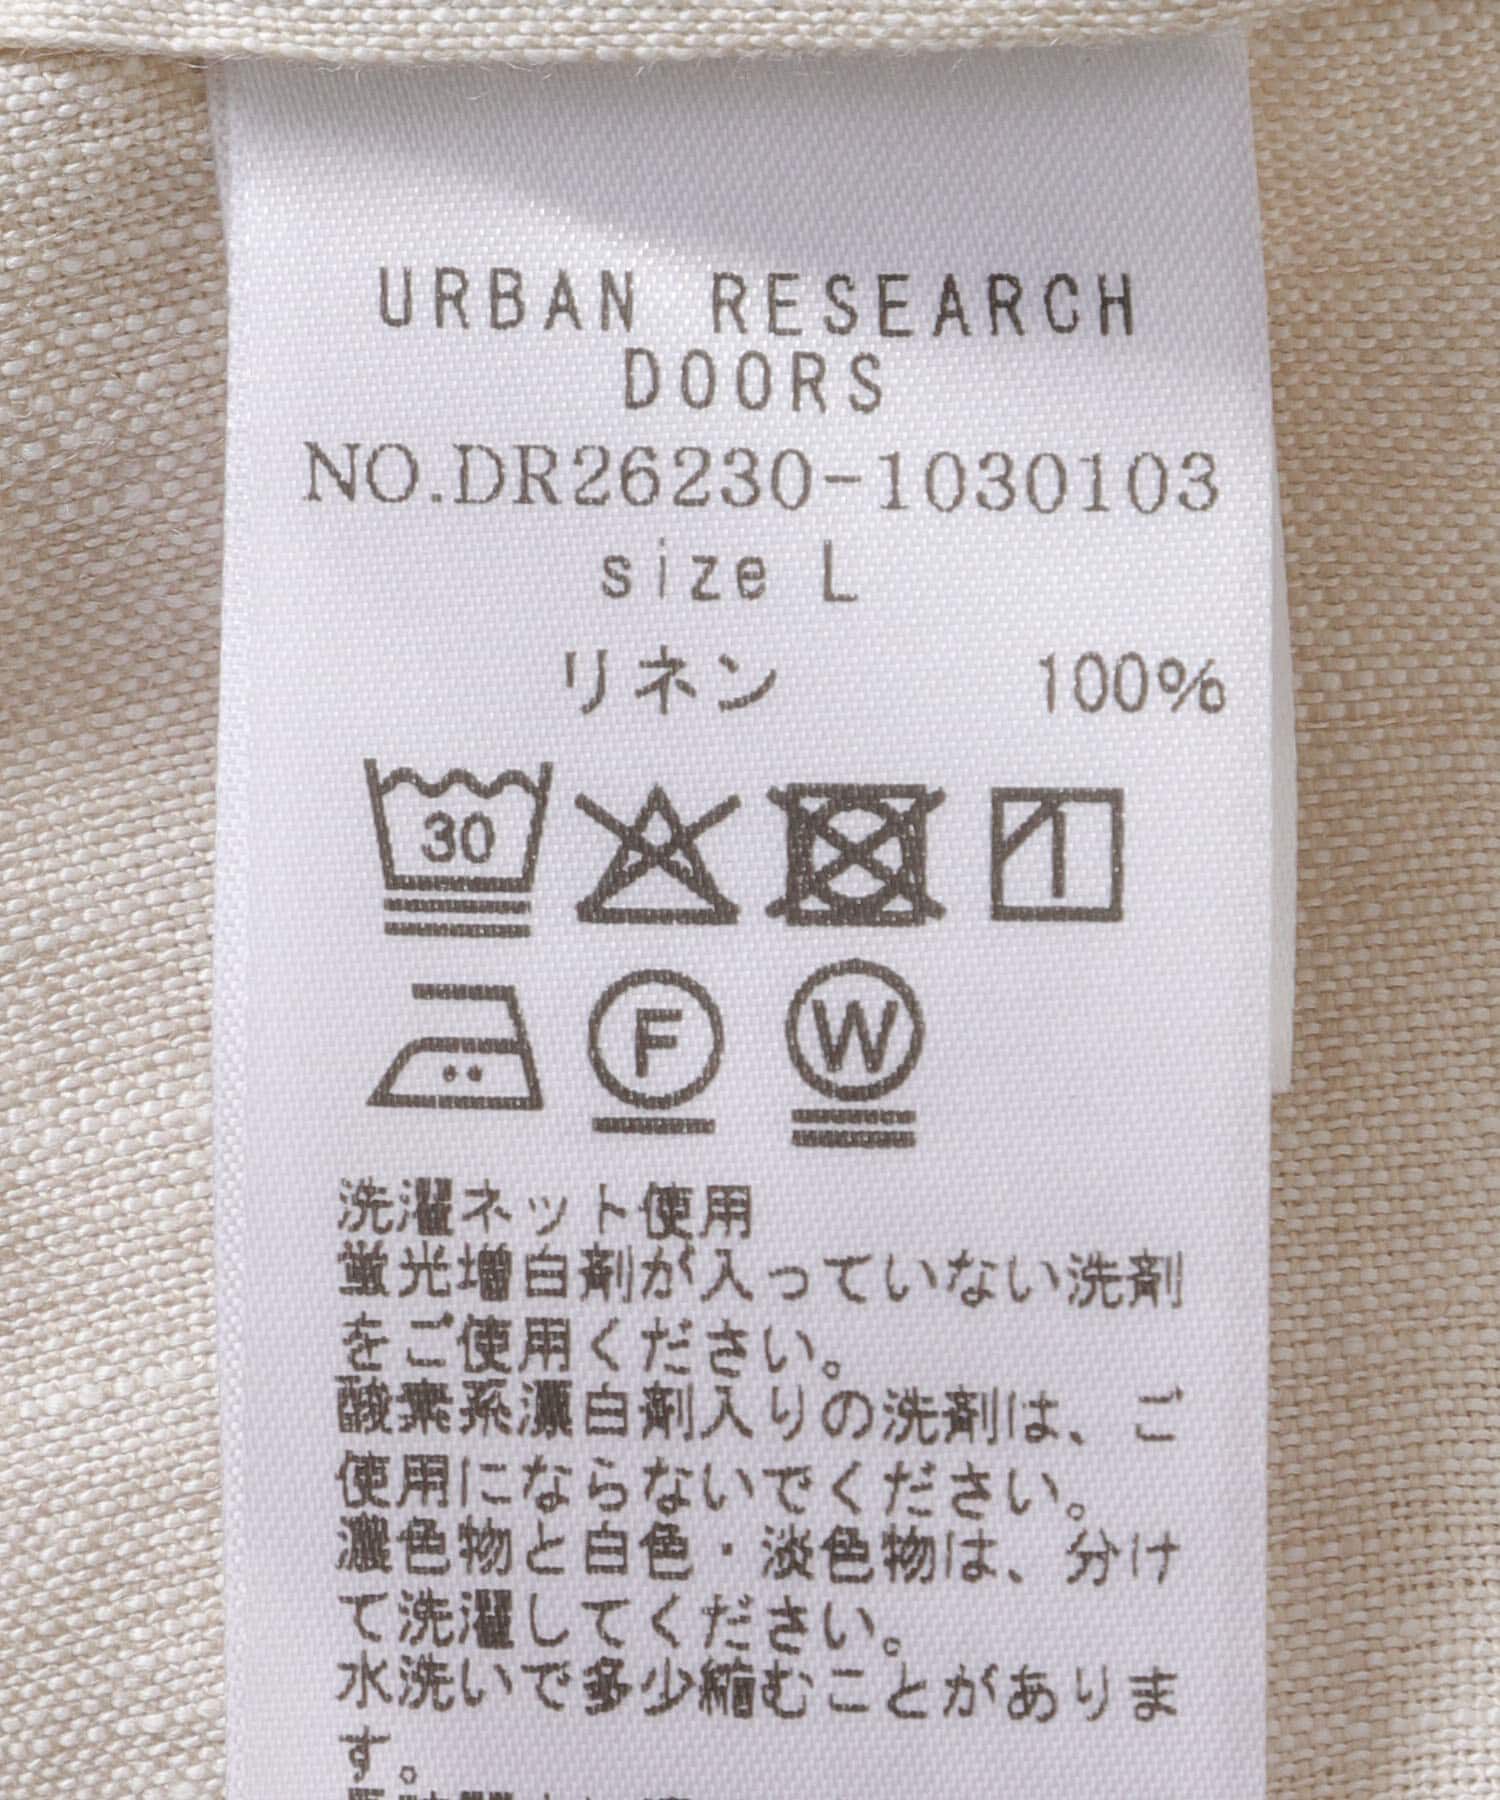 URBAN RESEARCH
DOORS
NO.DR26230-1030103
size L
リネン 100%
30
F W
洗濯ネット使用
蛍光増白剤が入っていない洗剤
をご使用ください。
酸素系漂白剤入りの洗剤は、ご
使用にならないでください。
濃色物と白色・淡色物は、分け
て洗濯してください。
水洗いで多少縮むことがありま
す。